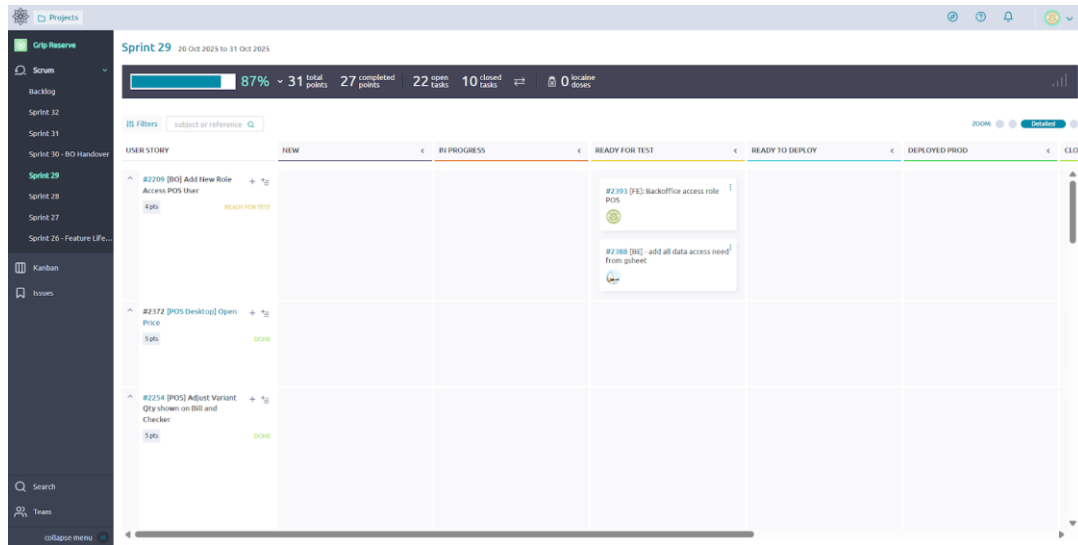 Projects
Grip Reserve
Scrum
Backlog
Sprint 32
Sprint 31
Sprint 30 - BO Handover
Sprint 29
Sprint 28
Sprint 27
Sprint 26 - Feature Life...
Kanban
Issues
Search
Team
collapse menu
Sprint 29 20 Oct 2025 to 31 Oct 2025
87% 31 total points 27 completed points 22 open tasks 10 closed tasks 0 iocaine doses
Filters subject or reference ZOOM: Detailed
USER STORY NEW IN PROGRESS READY FOR TEST READY TO DEPLOY DEPLOYED PROD CLO
#2209 [BO] Add New Role
Access POS User
4 pts READY FOR TEST
#2393 [FE]: Backoffice access role
POS
#2388 [BE] - add all data access need
from gsheet
#2372 [POS Desktop] Open
Price
5 pts DONE
#2254 [POS] Adjust Variant
Qty shown on Bill and
Checker
5 pts DONE